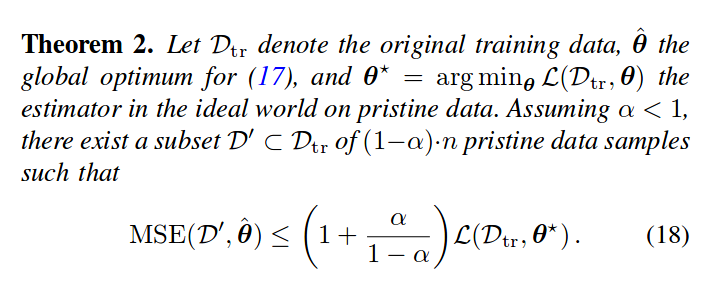 Theorem 2. Let 𝒟_tr denote the original training data, θ̂ the
global optimum for (17), and θ⋆ = arg min_θ ℒ(𝒟_tr, θ) the
estimator in the ideal world on pristine data. Assuming α < 1,
there exist a subset 𝒟′ ⊂ 𝒟_tr of (1−α)·n pristine data samples
such that
MSE(𝒟′, θ̂) ≤ (1 + α/(1 − α)) ℒ(𝒟_tr, θ⋆). (18)